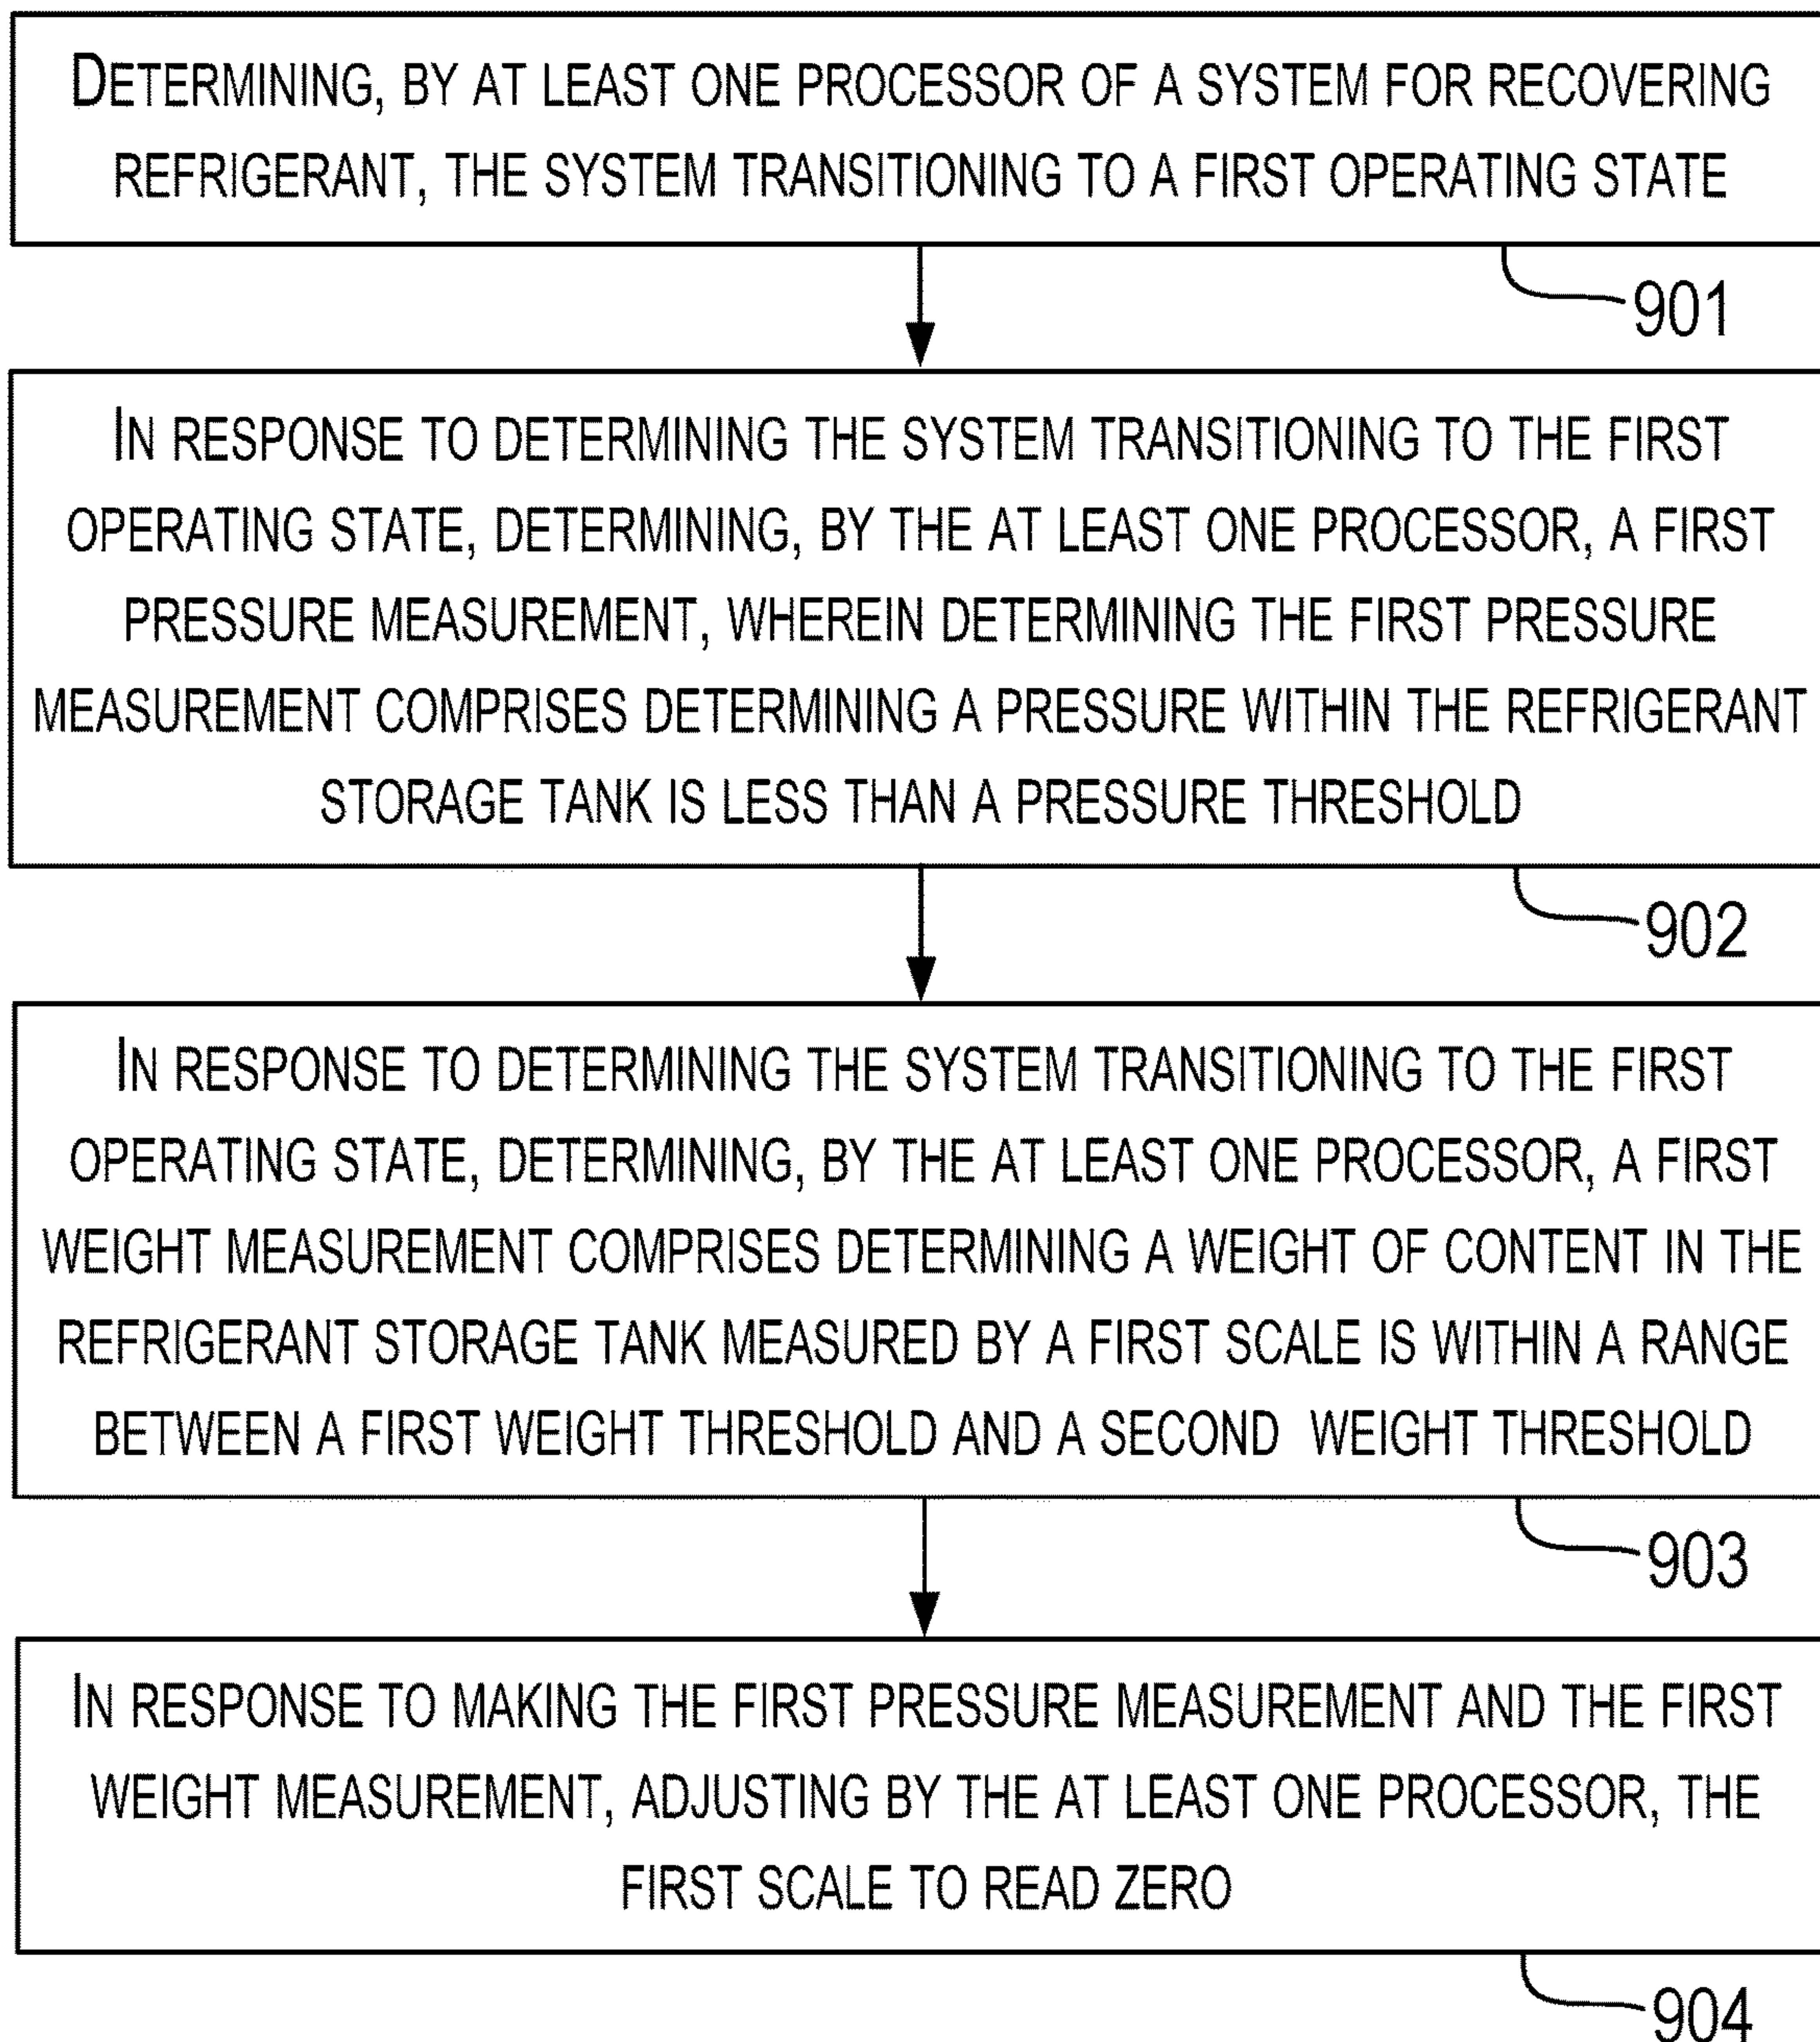 DETERMINING, BY AT LEAST ONE PROCESSOR OF A SYSTEM FOR RECOVERING
REFRIGERANT, THE SYSTEM TRANSITIONING TO A FIRST OPERATING STATE
901
IN RESPONSE TO DETERMINING THE SYSTEM TRANSITIONING TO THE FIRST
OPERATING STATE, DETERMINING, BY THE AT LEAST ONE PROCESSOR, A FIRST
PRESSURE MEASUREMENT, WHEREIN DETERMINING THE FIRST PRESSURE
MEASUREMENT COMPRISES DETERMINING A PRESSURE WITHIN THE REFRIGERANT
STORAGE TANK IS LESS THAN A PRESSURE THRESHOLD
902
IN RESPONSE TO DETERMINING THE SYSTEM TRANSITIONING TO THE FIRST
OPERATING STATE, DETERMINING, BY THE AT LEAST ONE PROCESSOR, A FIRST
WEIGHT MEASUREMENT COMPRISES DETERMINING A WEIGHT OF CONTENT IN THE
REFRIGERANT STORAGE TANK MEASURED BY A FIRST SCALE IS WITHIN A RANGE
BETWEEN A FIRST WEIGHT THRESHOLD AND A SECOND WEIGHT THRESHOLD
903
IN RESPONSE TO MAKING THE FIRST PRESSURE MEASUREMENT AND THE FIRST
WEIGHT MEASUREMENT, ADJUSTING BY THE AT LEAST ONE PROCESSOR, THE
FIRST SCALE TO READ ZERO
904